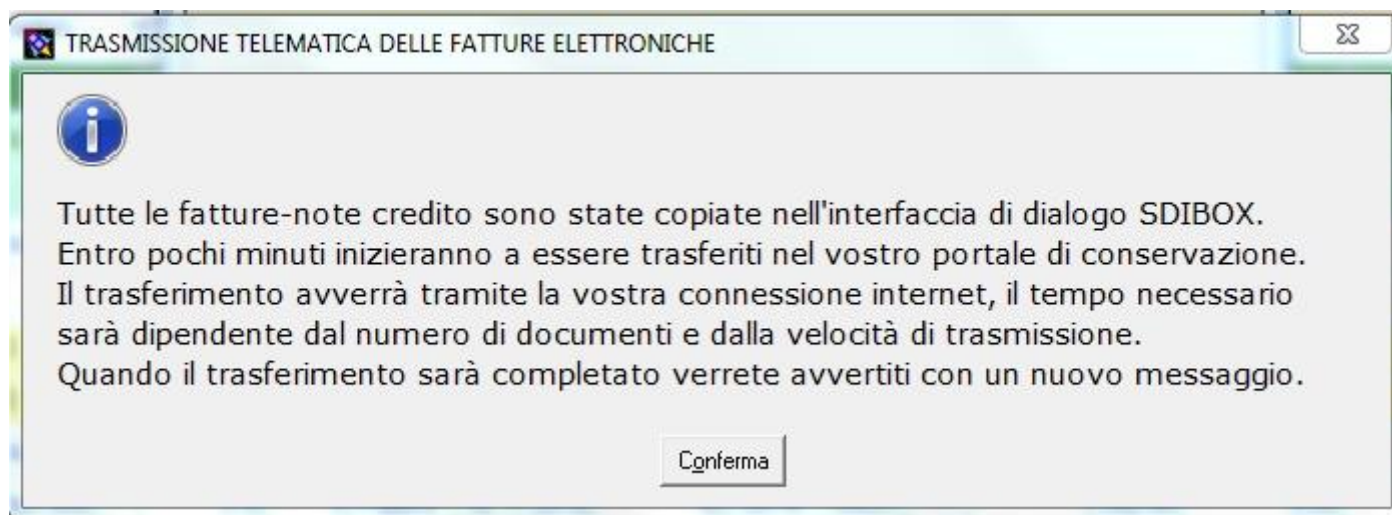 TRASMISSIONE TELEMATICA DELLE FATTURE ELETTRONICHE
Tutte le fatture-note credito sono state copiate nell'interfaccia di dialogo SDIBOX.
Entro pochi minuti inizieranno a essere trasferiti nel vostro portale di conservazione.
Il trasferimento avverrà tramite la vostra connessione internet, il tempo necessario
sarà dipendente dal numero di documenti e dalla velocità di trasmissione.
Quando il trasferimento sarà completato verrete avvertiti con un nuovo messaggio.
Conferma